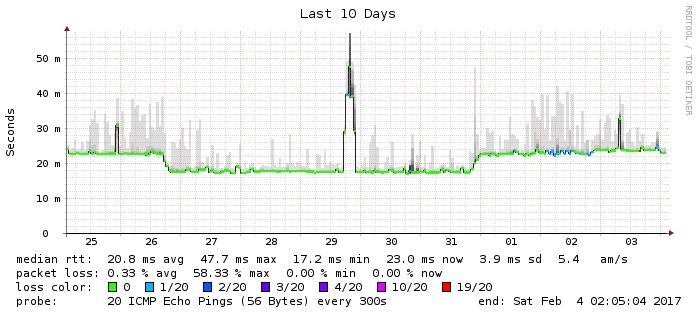 Last 10 Days
RRDTOOL / TOBI OETIKER
Seconds
50 m
40 m
30 m
20 m
10 m
0
25 26 27 28 29 30 31 01 02 03
median rtt: 20.8 ms avg 47.7 ms max 17.2 ms min 23.0 ms now 3.9 ms sd 5.4 am/s
packet loss: 0.33 % avg 58.33 % max 0.00 % min 0.00 % now
loss color: 0 1/20 2/20 3/20 4/20 10/20 19/20
probe: 20 ICMP Echo Pings (56 Bytes) every 300s end: Sat Feb 4 02:05:04 2017